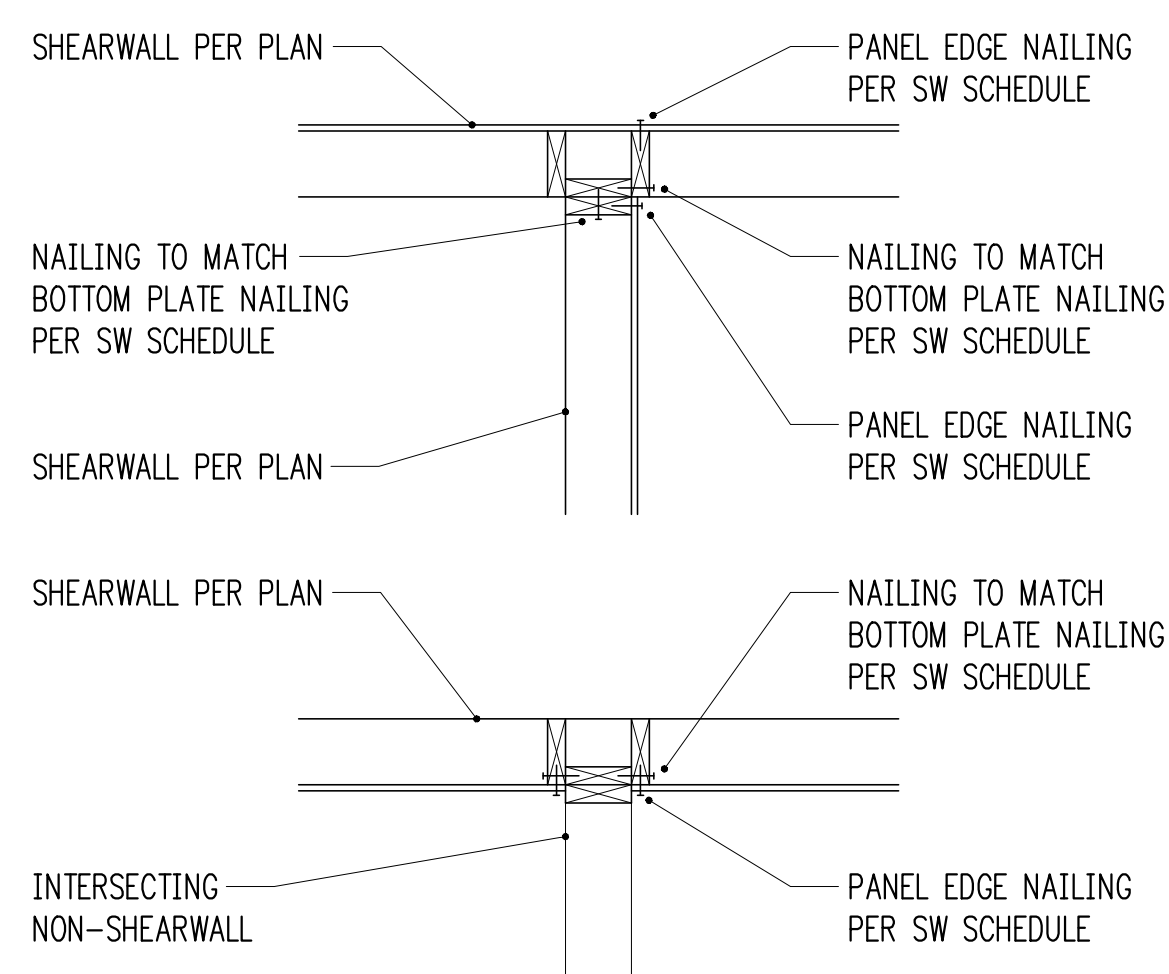 SHEARWALL PER PLAN
PANEL EDGE NAILING
PER SW SCHEDULE
NAILING TO MATCH
BOTTOM PLATE NAILING
PER SW SCHEDULE
NAILING TO MATCH
BOTTOM PLATE NAILING
PER SW SCHEDULE
SHEARWALL PER PLAN
PANEL EDGE NAILING
PER SW SCHEDULE
SHEARWALL PER PLAN
NAILING TO MATCH
BOTTOM PLATE NAILING
PER SW SCHEDULE
INTERSECTING
NON-SHEARWALL
PANEL EDGE NAILING
PER SW SCHEDULE